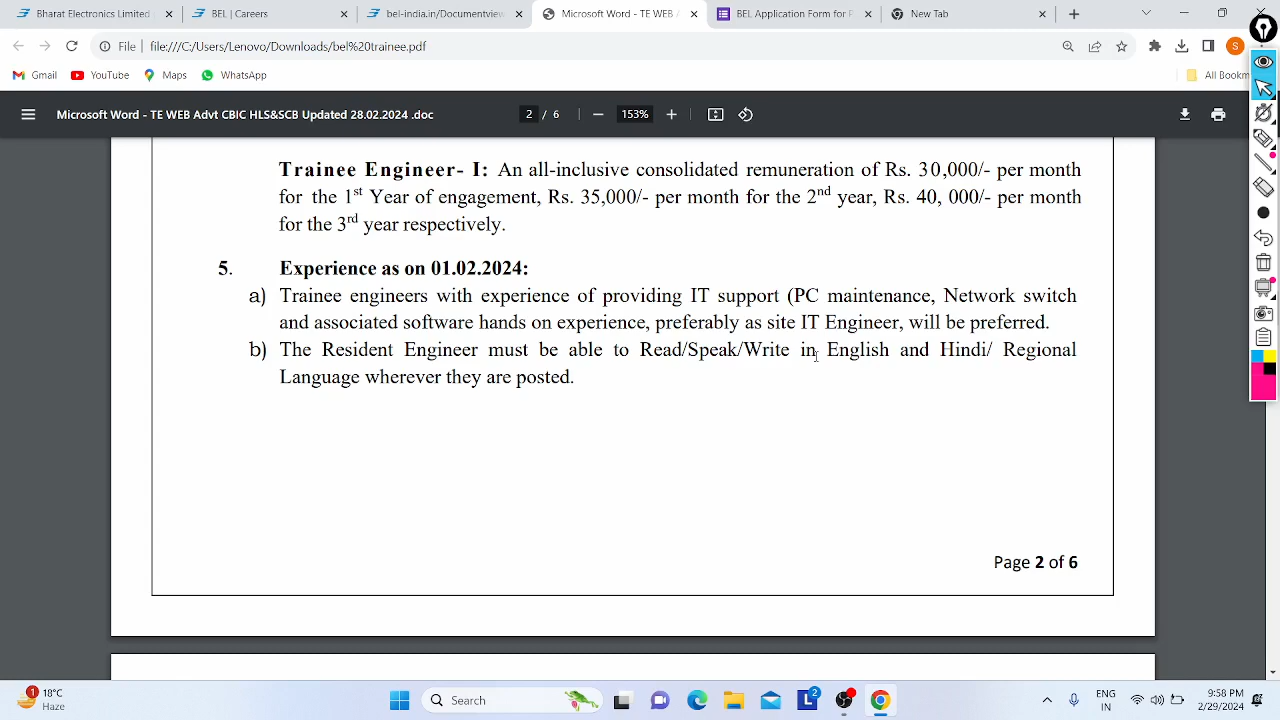 Bharat Electronics Limited
BEL | Careers
bel-india.in/Documentview
Microsoft Word - TE WEB A
BEL Application Form for P
New Tab
File
file:///C:/Users/Lenovo/Downloads/bel%20trainee.pdf
S
Gmail
YouTube
Maps
WhatsApp
All Bookm
Microsoft Word - TE WEB Advt CBIC HLS&SCB Updated 28.02.2024 .doc
2 / 6
153%
Trainee Engineer- I: An all-inclusive consolidated remuneration of Rs. 30,000/- per month
for the 1st Year of engagement, Rs. 35,000/- per month for the 2nd year, Rs. 40, 000/- per month
for the 3rd year respectively.
5. Experience as on 01.02.2024:
a) Trainee engineers with experience of providing IT support (PC maintenance, Network switch
and associated software hands on experience, preferably as site IT Engineer, will be preferred.
b) The Resident Engineer must be able to Read/Speak/Write in English and Hindi/ Regional
Language wherever they are posted.
Page 2 of 6
1
18°C
Haze
Search
L
2
ENG
IN
9:58 PM
2/29/2024